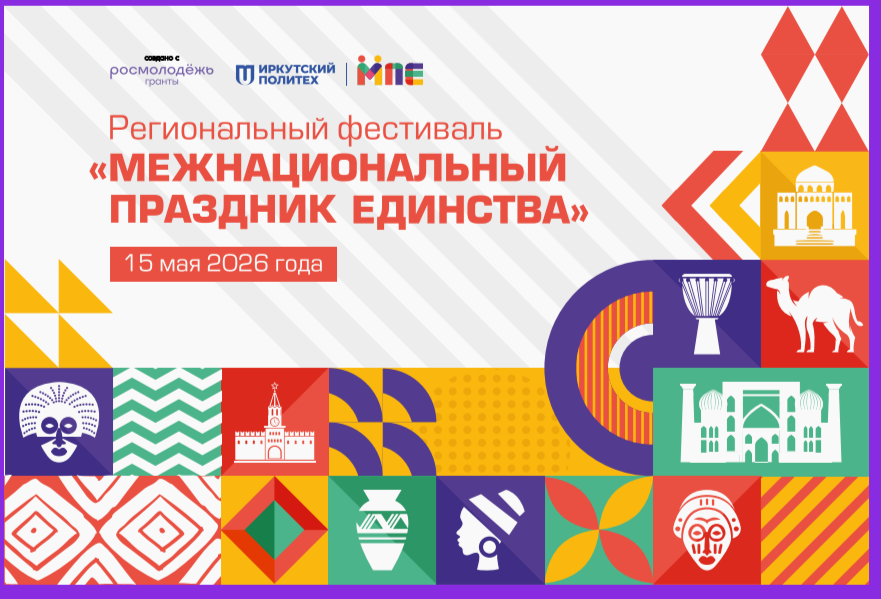 создано с
росмолодёжь
гранты
ИРКУТСКИЙ
ПОЛИТЕХ
МПЕ
Региональный фестиваль
«МЕЖНАЦИОНАЛЬНЫЙ
ПРАЗДНИК ЕДИНСТВА»
15 мая 2026 года